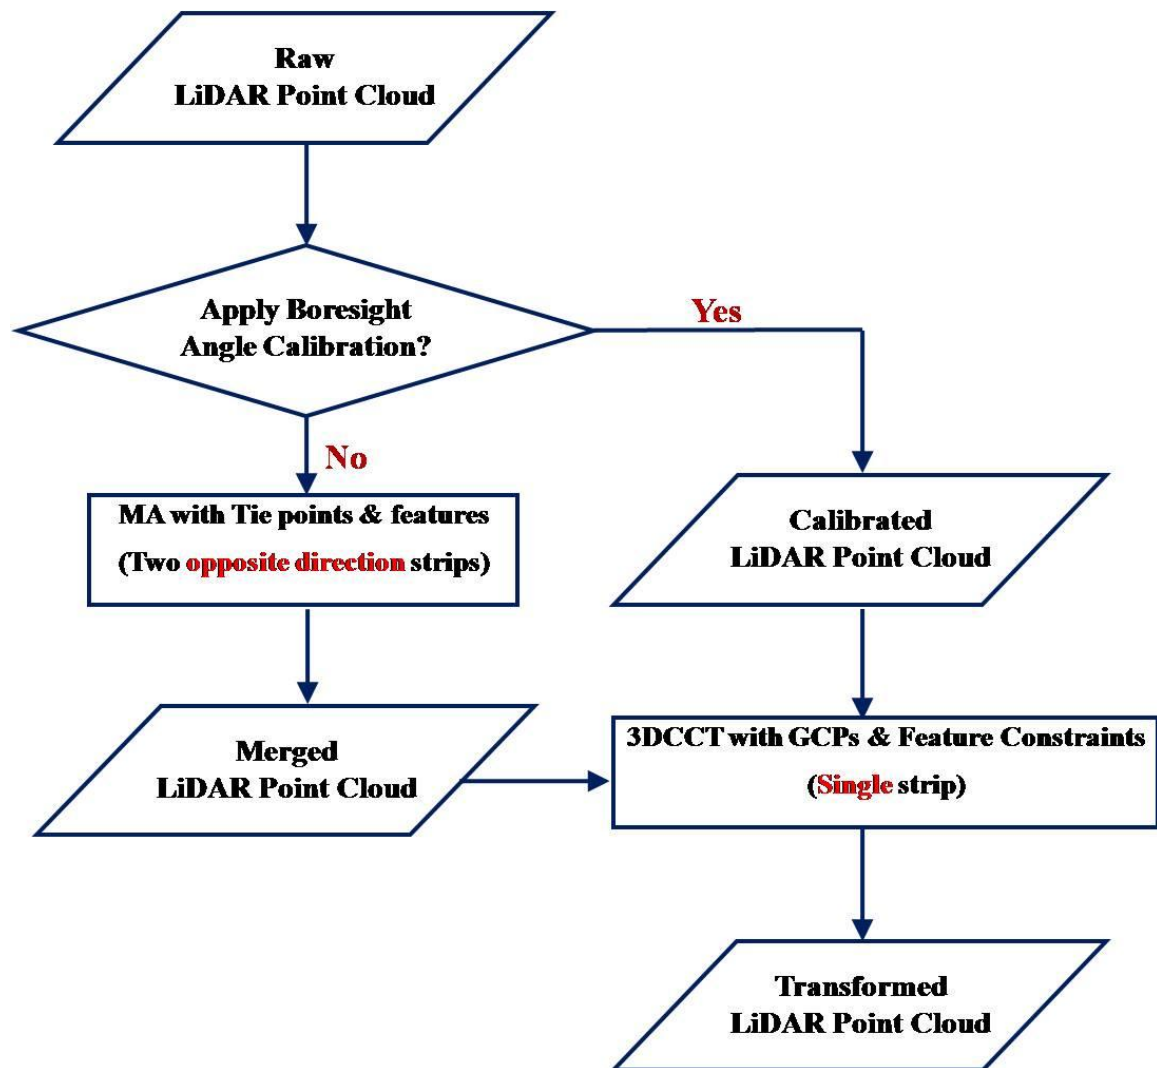 Raw
LiDAR Point Cloud
Apply Boresight
Angle Calibration?
Yes
No
MA with Tie points & features
(Two opposite direction strips)
Calibrated
LiDAR Point Cloud
Merged
LiDAR Point Cloud
3DCCT with GCPs & Feature Constraints
(Single strip)
Transformed
LiDAR Point Cloud